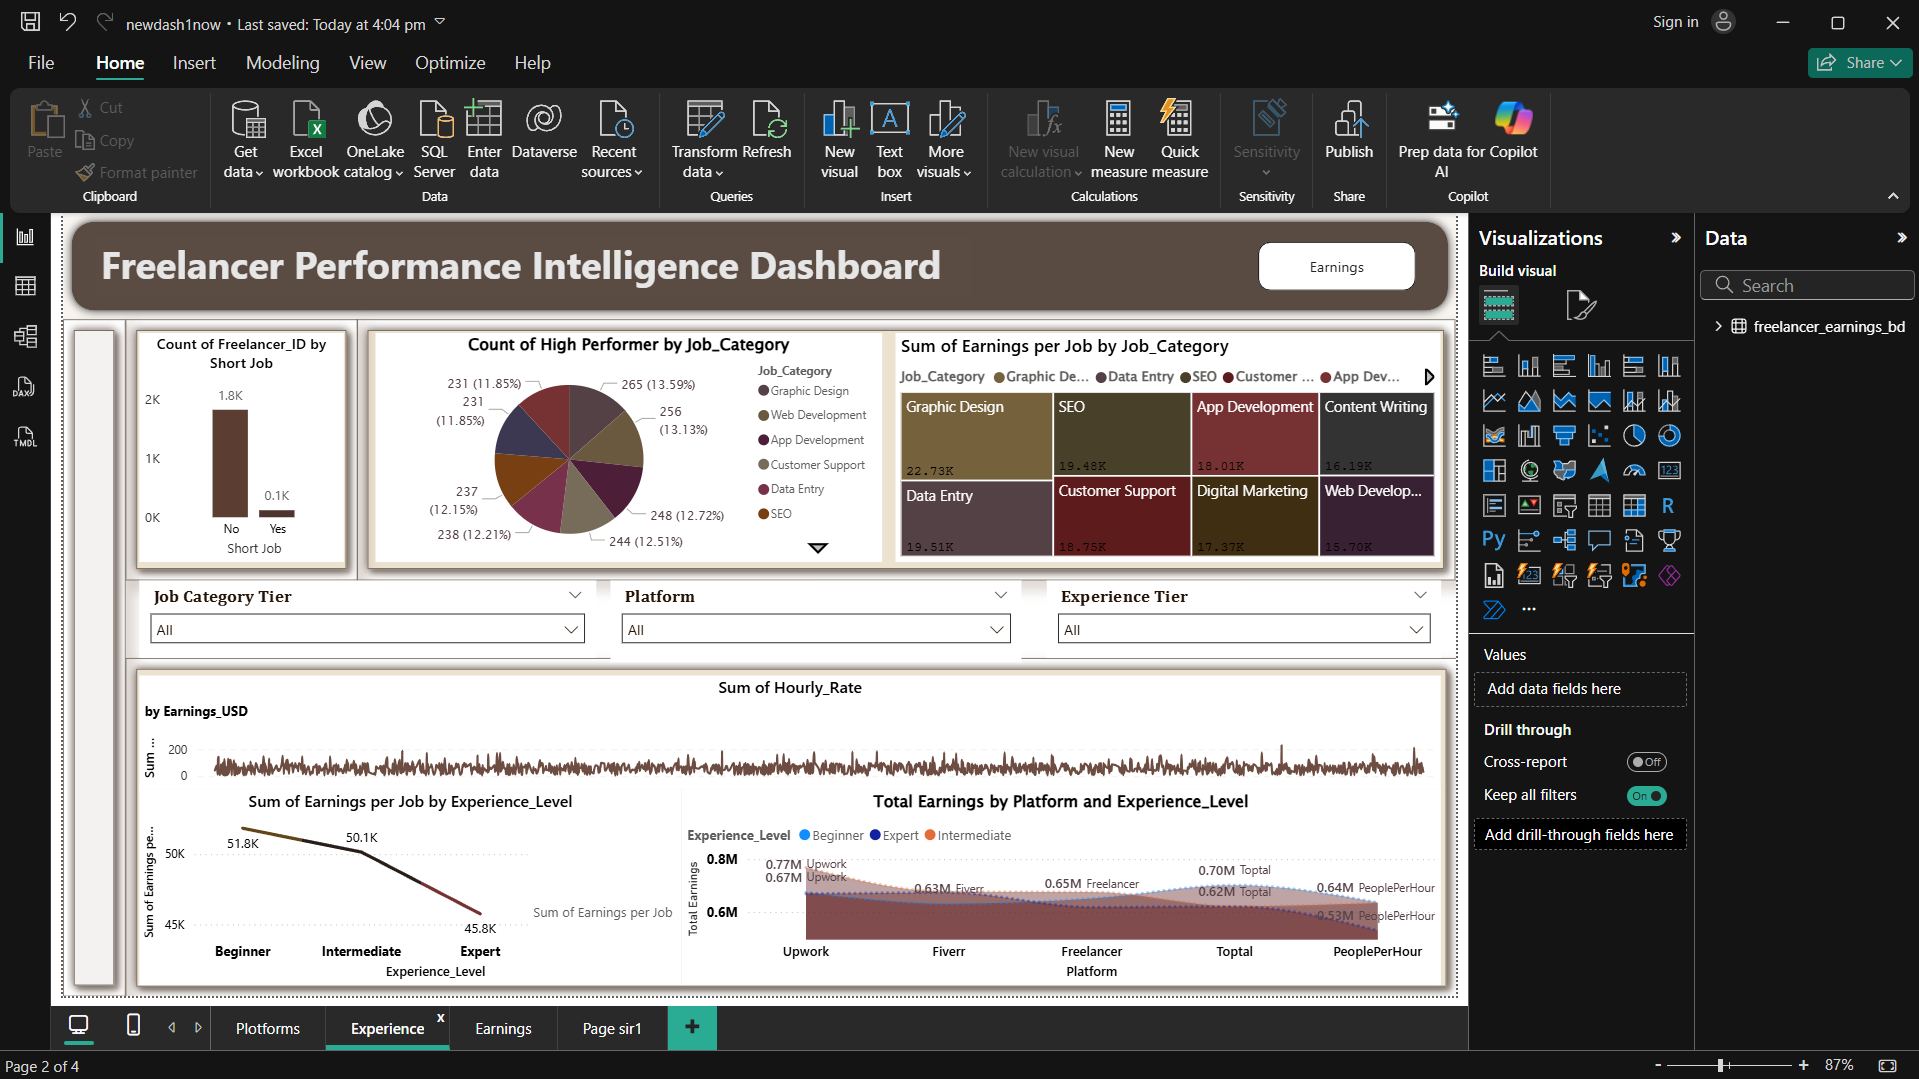 newdash1now • Last saved: Today at 4:04 pm
Sign in
File
Home
Insert
Modeling
View
Optimize
Help
Share
Paste
Cut
Copy
Format painter
Clipboard
Get data
Excel workbook
OneLake catalog
SQL Server
Enter data
Dataverse
Recent sources
Data
Transform data
Refresh
Queries
New visual
Text box
More visuals
Insert
New visual calculation
New measure
Quick measure
Calculations
Sensitivity
Sensitivity
Publish
Share
Prep data for AI
Copilot
Copilot
DAX
TMDL
Freelancer Performance Intelligence Dashboard
Earnings
Count of Freelancer_ID by
Short Job
2K
1K
0K
1.8K
0.1K
No
Yes
Short Job
Count of High Performer by Job_Category
231 (11.85%)
265 (13.59%)
231
(11.85%)
256
(13.13%)
237
(12.15%)
248 (12.72%)
238 (12.21%)
244 (12.51%)
Job_Category
Graphic Design
Web Development
App Development
Customer Support
Data Entry
SEO
Sum of Earnings per Job by Job_Category
Job_Category
Graphic De...
Data Entry
SEO
Customer ...
App Dev...
Graphic Design
22.73K
SEO
19.48K
App Development
18.01K
Content Writing
16.19K
Data Entry
19.51K
Customer Support
18.75K
Digital Marketing
17.37K
Web Develop...
15.70K
Job Category Tier
All
Platform
All
Experience Tier
All
Sum of Hourly_Rate
by Earnings_USD
Sum ...
200
0
Sum of Earnings per Job by Experience_Level
Sum of Earnings pe...
50K
45K
51.8K
50.1K
45.8K
Sum of Earnings per Job
Beginner
Intermediate
Expert
Experience_Level
Total Earnings by Platform and Experience_Level
Experience_Level
Beginner
Expert
Intermediate
Total Earnings
0.8M
0.6M
0.77M Upwork
0.67M Upwork
0.63M Fiverr
0.65M Freelancer
0.70M Toptal
0.62M Toptal
0.64M PeoplePerHour
0.53M PeoplePerHour
Upwork
Fiverr
Freelancer
Toptal
PeoplePerHour
Platform
Visualizations
Build visual
123
R
Py
123
Values
Add data fields here
Drill through
Cross-report
Off
Keep all filters
On
Add drill-through fields here
Data
Search
freelancer_earnings_bd
Plotforms
Experience
x
Earnings
Page sir1
+
Page 2 of 4
-
+
87%